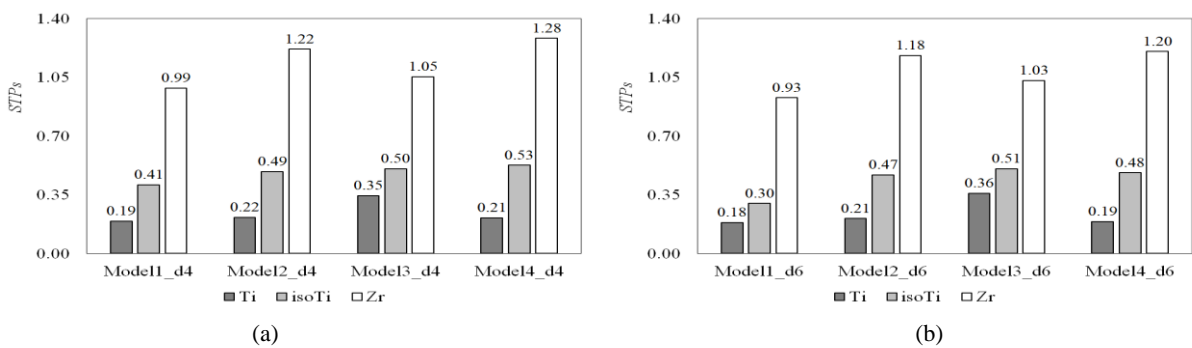 1.40
1.05
0.70
0.35
0.00
STPs
0.19 0.41 0.99
0.22 0.49 1.22
0.35 0.50 1.05
0.21 0.53 1.28
Model1_d4 Model2_d4 Model3_d4 Model4_d4
Ti isoTi Zr
(a)
1.40
1.05
0.70
0.35
0.00
STPs
0.18 0.30 0.93
0.21 0.47 1.18
0.36 0.51 1.03
0.19 0.48 1.20
Model1_d6 Model2_d6 Model3_d6 Model4_d6
Ti isoTi Zr
(b)